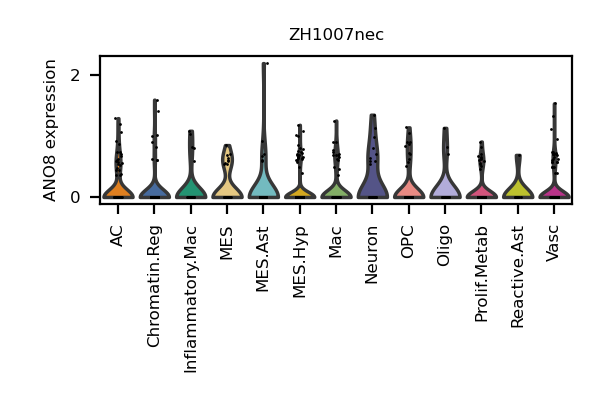 ZH1007nec
ANO8 expression
2
0
AC
Chromatin.Reg
Inflammatory.Mac
MES
MES.Ast
MES.Hyp
Mac
Neuron
OPC
Oligo
Prolif.Metab
Reactive.Ast
Vasc